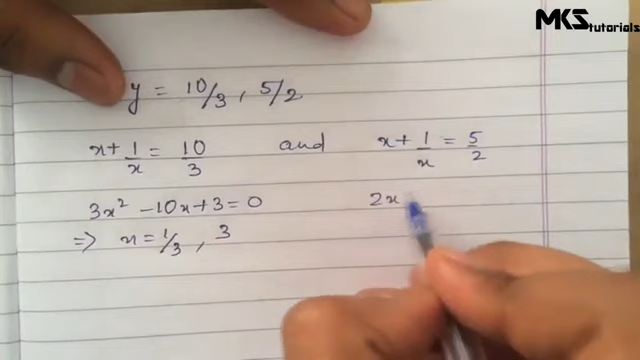 MKS tutorials
y = 10/3, 5/2
x + 1/x = 10/3 and x + 1/x = 5/2
3x² - 10x + 3 = 0 2x
⇒ x = 1/3, 3